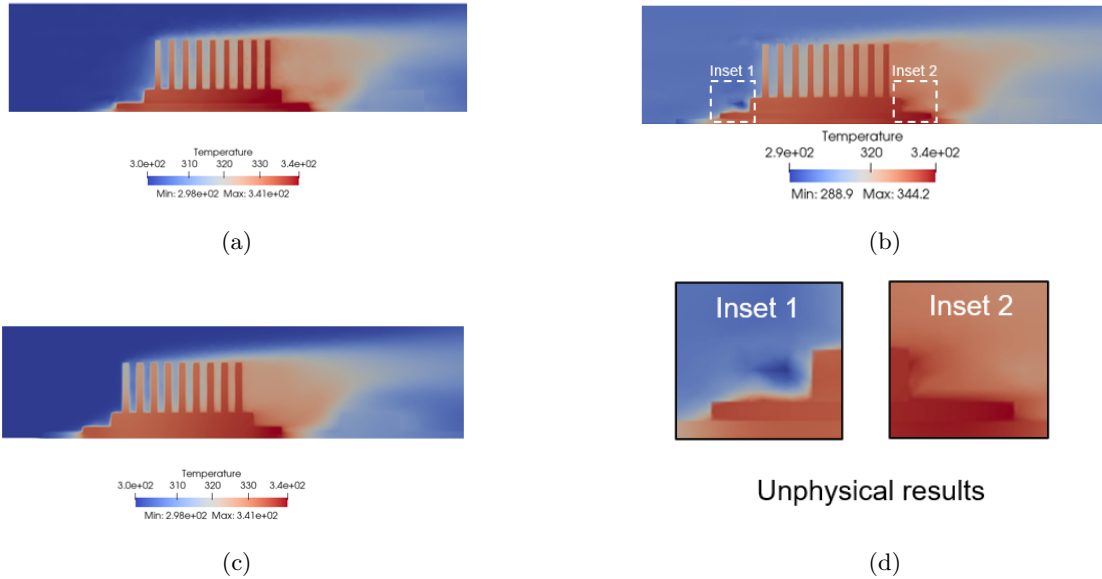 Inset 1
Inset 2
Temperature
3.0e+02 310 320 330 3.4e+02
Min: 2.98e+02 Max: 3.41e+02
Temperature
2.9e+02 320 3.4e+02
Min: 288.9 Max: 344.2
(a)
(b)
Inset 1
Inset 2
Temperature
3.0e+02 310 320 330 3.4e+02
Min: 2.98e+02 Max: 3.41e+02
Unphysical results
(c)
(d)